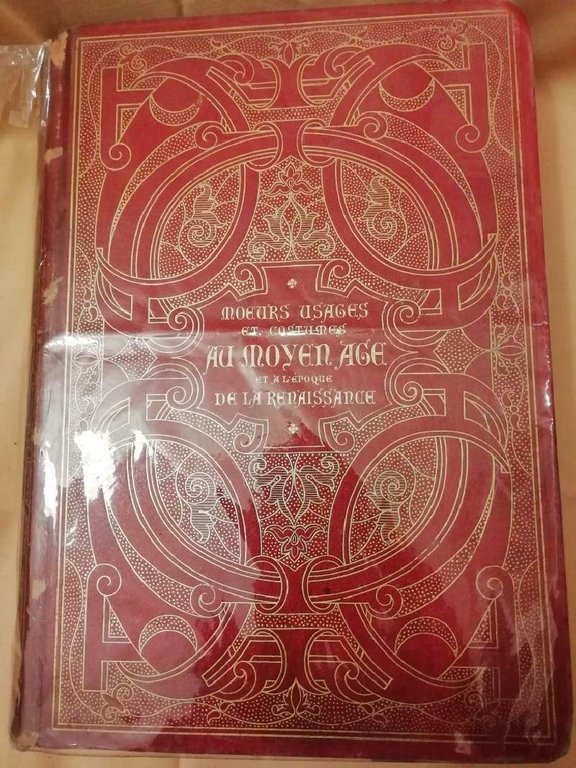 MOEURS USAGES
ET COSTUMES
AU MOYEN AGE
ET A L'ÉPOQUE
DE LA RENAISSANCE